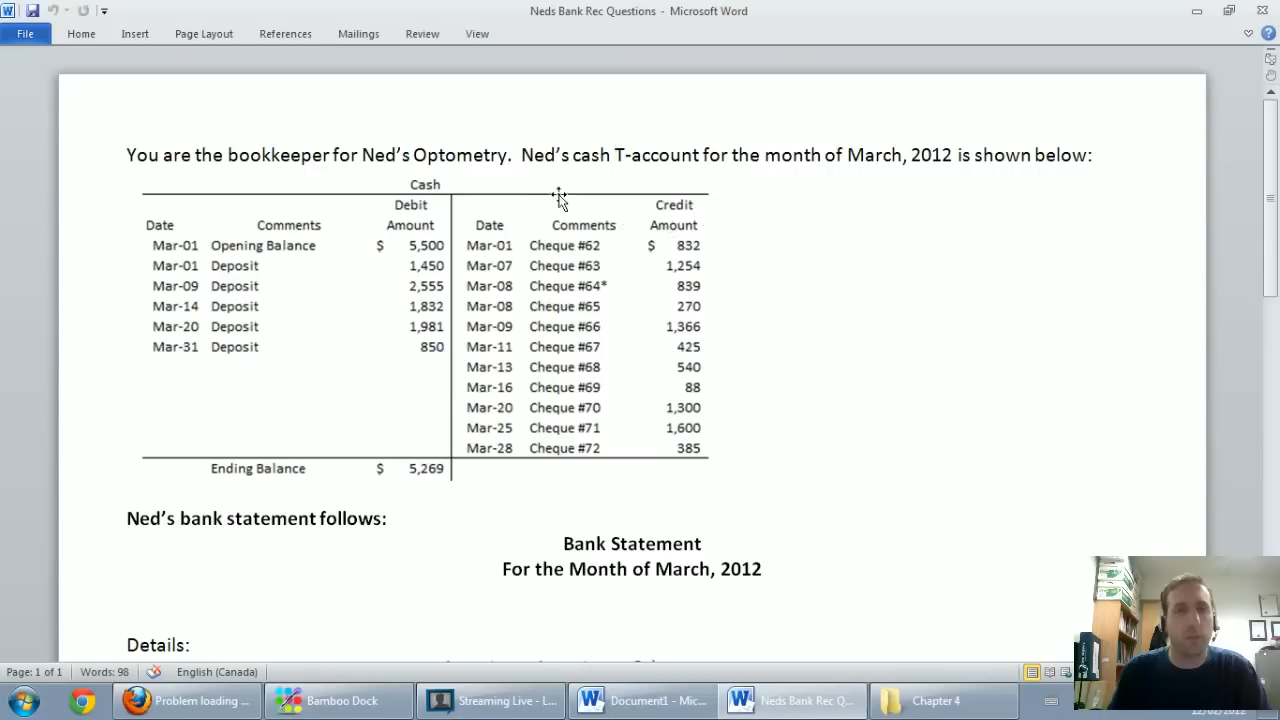 Neds Bank Rec Questions - Microsoft Word
File Home Insert Page Layout References Mailings Review View
You are the bookkeeper for Ned's Optometry. Ned's cash T-account for the month of March, 2012 is shown below:
Cash
Debit Credit
Date Comments Amount Date Comments Amount
Mar-01 Opening Balance $ 5,500 Mar-01 Cheque #62 $ 832
Mar-01 Deposit 1,450 Mar-07 Cheque #63 1,254
Mar-09 Deposit 2,555 Mar-08 Cheque #64* 839
Mar-14 Deposit 1,832 Mar-08 Cheque #65 270
Mar-20 Deposit 1,981 Mar-09 Cheque #66 1,366
Mar-31 Deposit 850 Mar-11 Cheque #67 425
Mar-13 Cheque #68 540
Mar-16 Cheque #69 88
Mar-20 Cheque #70 1,300
Mar-25 Cheque #71 1,600
Mar-28 Cheque #72 385
Ending Balance $ 5,269
Ned's bank statement follows:
Bank Statement
For the Month of March, 2012
Details:
Page: 1 of 1 Words: 98 English (Canada)
Problem loading ... Bamboo Dock Streaming Live - L... Document1 - Mic... Neds Bank Rec Q... Chapter 4